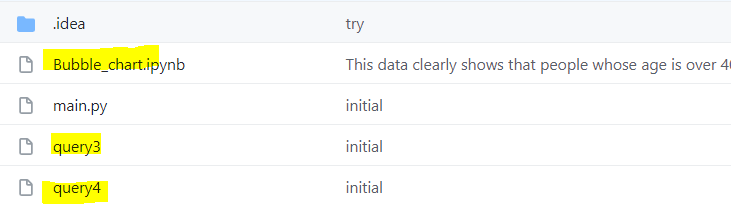 .idea try
Bubble_chart.ipynb This data clearly shows that people whose age is over 40
main.py initial
query3 initial
query4 initial